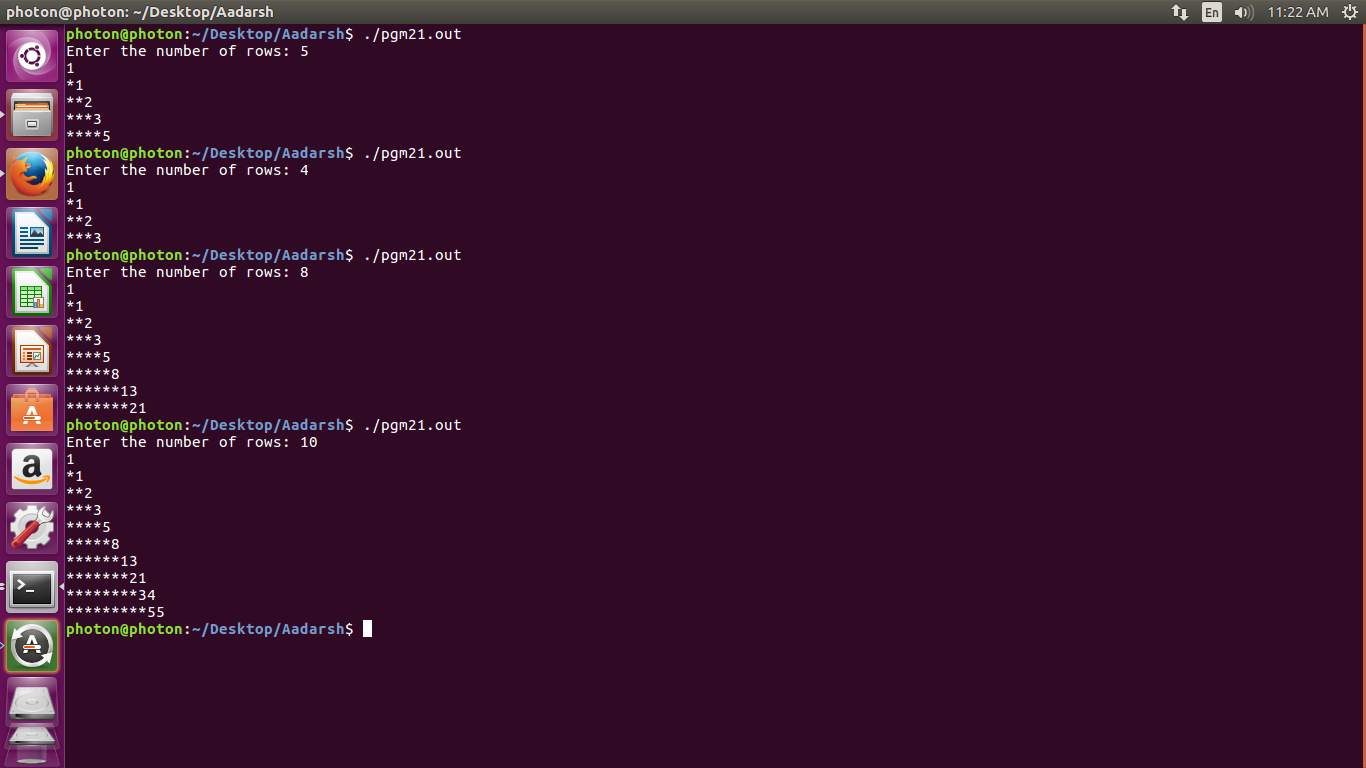 photon@photon: ~/Desktop/Aadarsh
En
11:22 AM
photon@photon:~/Desktop/Aadarsh$ ./pgm21.out
Enter the number of rows: 5
1
*1
**2
***3
****5
photon@photon:~/Desktop/Aadarsh$ ./pgm21.out
Enter the number of rows: 4
1
*1
**2
***3
photon@photon:~/Desktop/Aadarsh$ ./pgm21.out
Enter the number of rows: 8
1
*1
**2
***3
****5
*****8
******13
*******21
photon@photon:~/Desktop/Aadarsh$ ./pgm21.out
Enter the number of rows: 10
1
*1
**2
***3
****5
*****8
******13
*******21
********34
*********55
photon@photon:~/Desktop/Aadarsh$